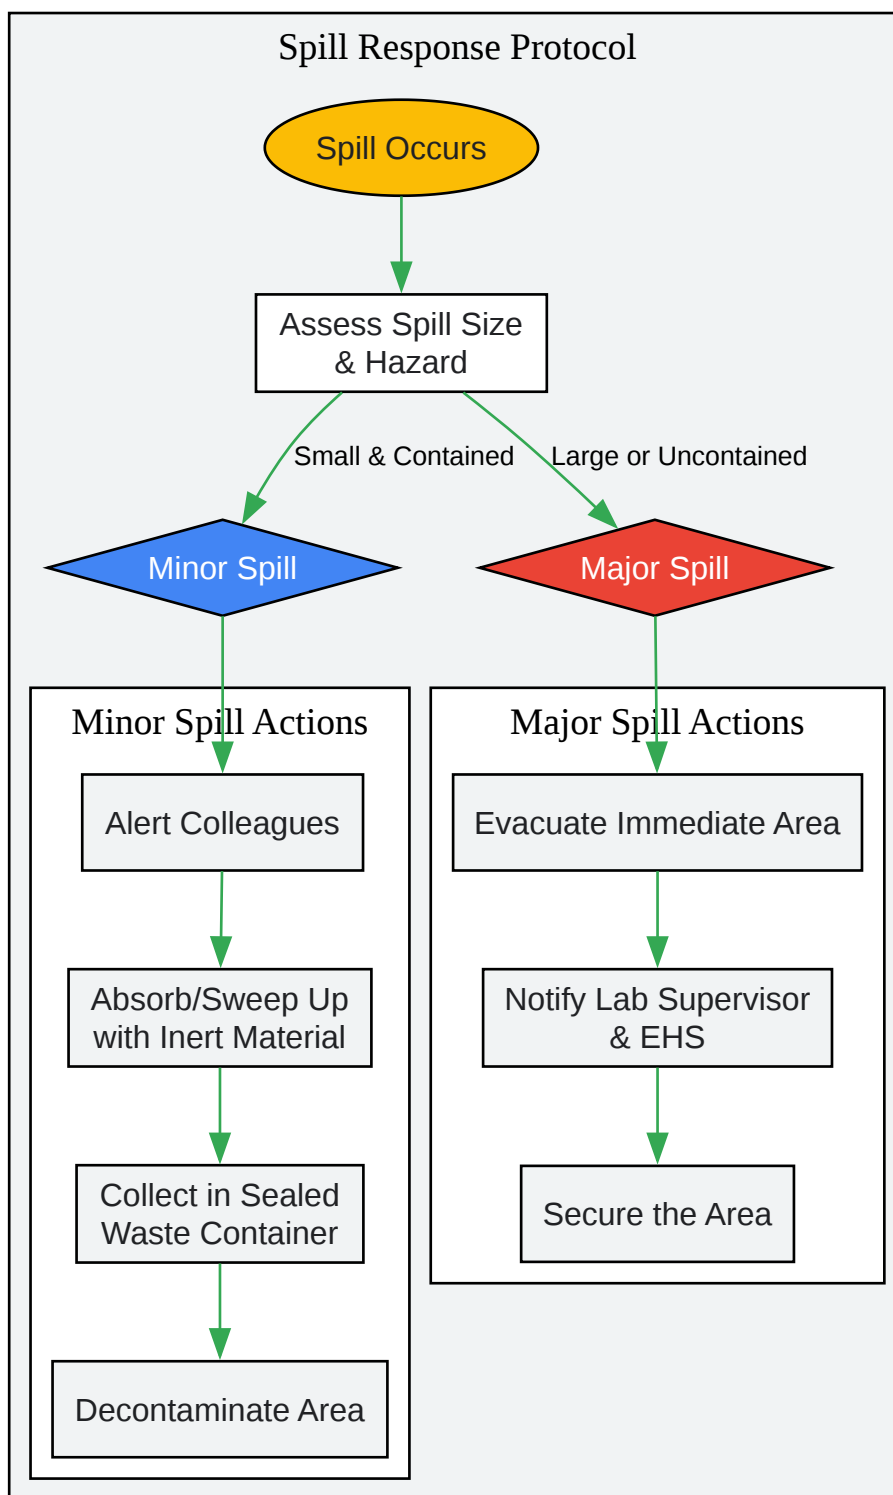 Spill Response Protocol
Spill Occurs
Assess Spill Size
& Hazard
Small & Contained
Large or Uncontained
Minor Spill
Major Spill
Minor Spill Actions
Alert Colleagues
Absorb/Sweep Up
with Inert Material
Collect in Sealed
Waste Container
Decontaminate Area
Major Spill Actions
Evacuate Immediate Area
Notify Lab Supervisor
& EHS
Secure the Area